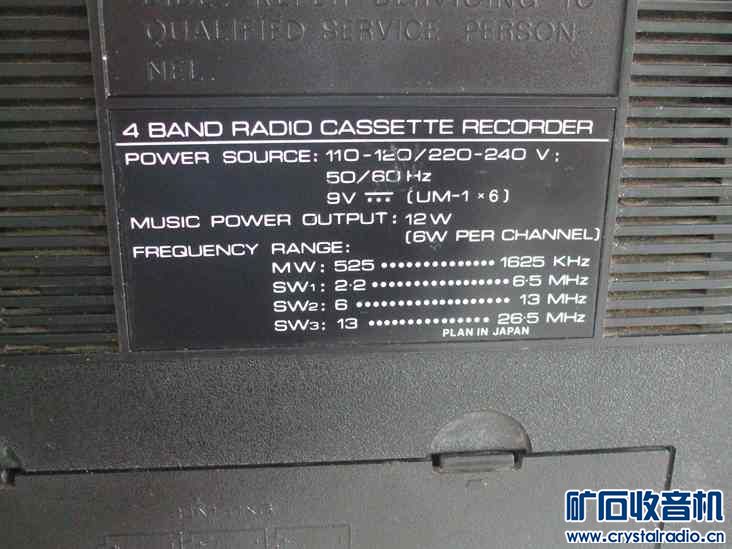 QUALIFIED SERVICE PERSON
NEL.
4 BAND RADIO CASSETTE RECORDER
POWER SOURCE: 110-120/220-240 V;
50/60 Hz
9V ⎓ (UM-1 × 6)
MUSIC POWER OUTPUT: 12W
(6W PER CHANNEL)
FREQUENCY RANGE:
MW: 525 ················ 1625 KHz
SW1: 2·2 ················ 6·5 MHz
SW2: 6 ················ 13 MHz
SW3: 13 ················ 26·5 MHz
PLAN IN JAPAN
矿石收音机
www.crystalradio.cn